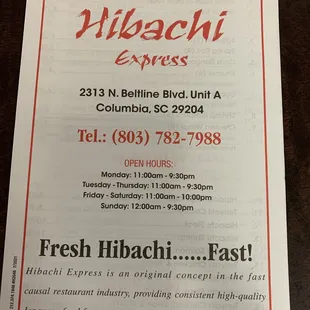 Hibachi
Express
2313 N. Beltline Blvd. Unit A
Columbia, SC 29204
Tel.: (803) 782-7988
OPEN HOURS:
Monday: 11:00am - 9:30pm
Tuesday - Thursday: 11:00am - 9:30pm
Friday - Saturday: 11:00am - 10:00pm
Sunday: 12:00am - 9:30pm
Fresh Hibachi......Fast!
Hibachi Express is an original concept in the fast
causal restaurant industry, providing consistent high-quality